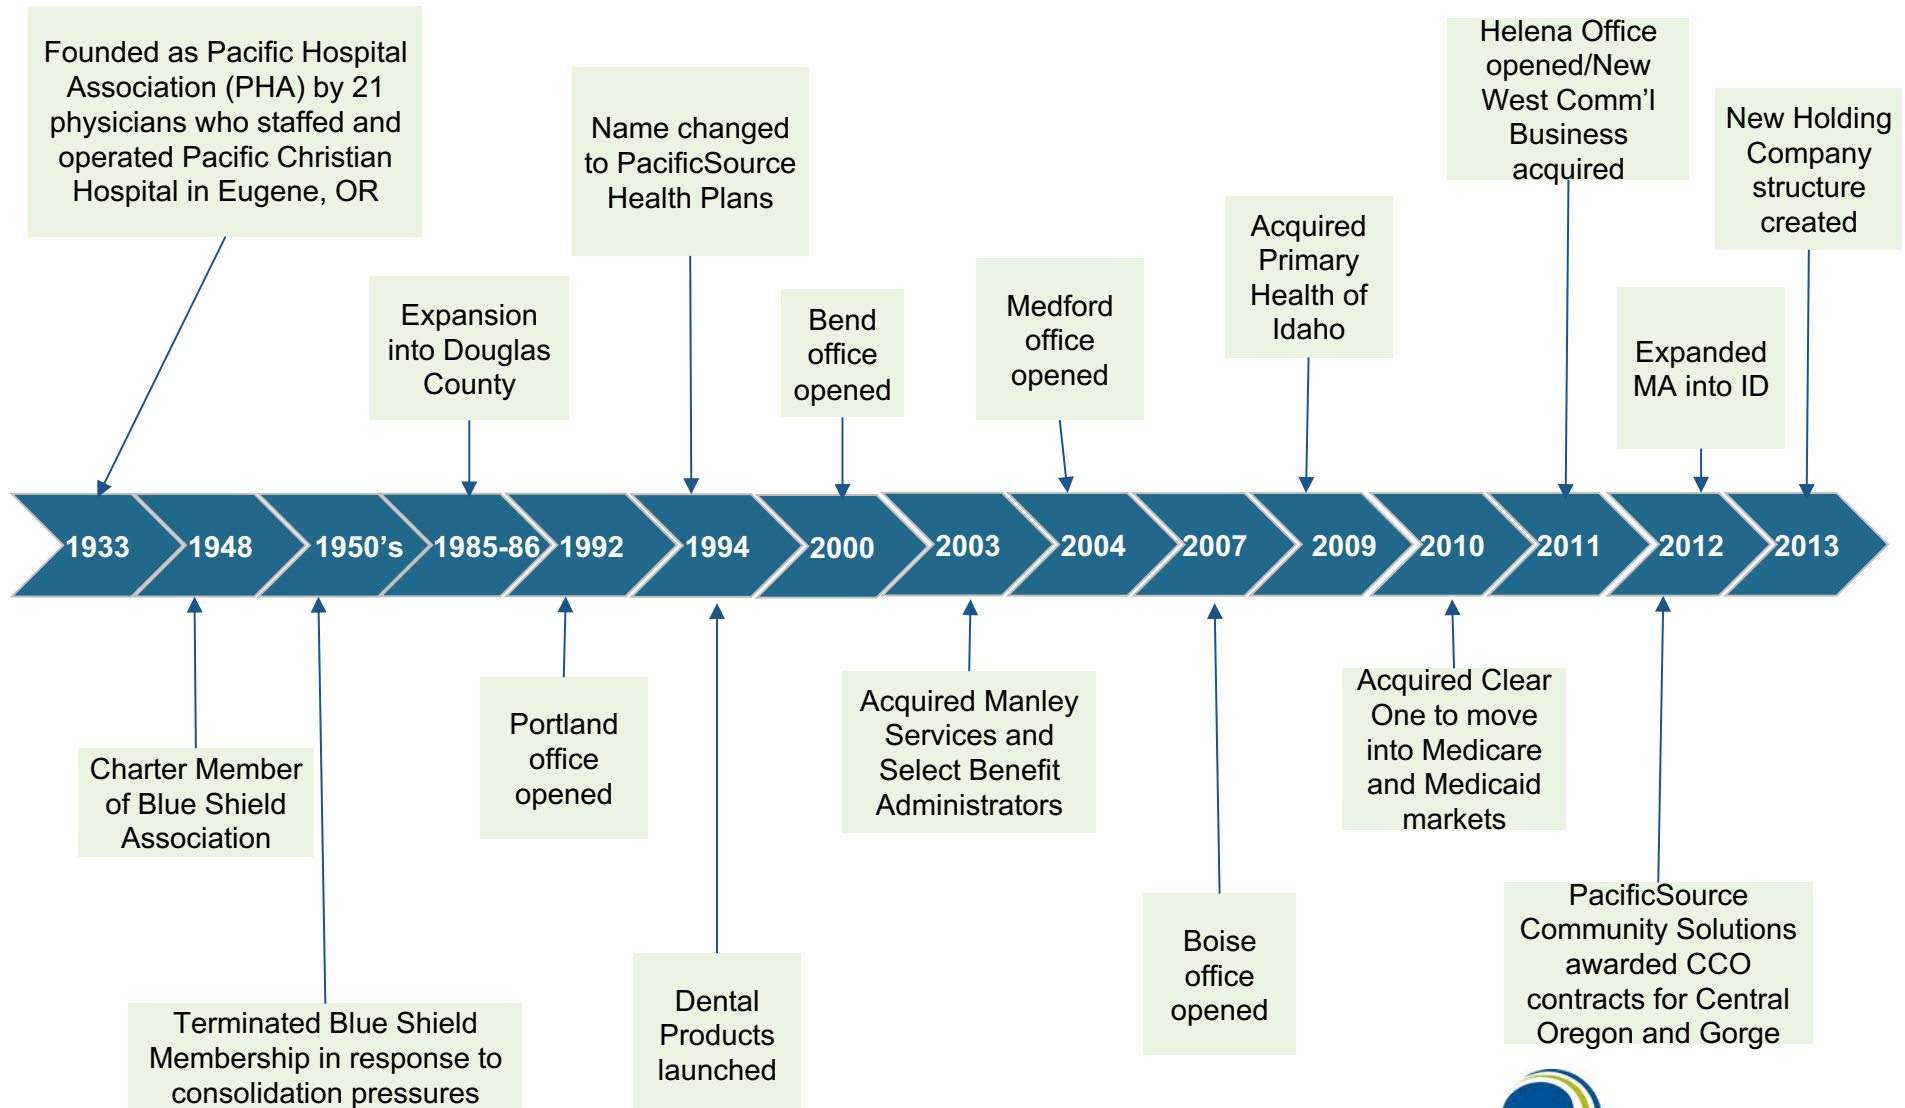 Founded as Pacific Hospital
Association (PHA) by 21
physicians who staffed and
operated Pacific Christian
Hospital in Eugene, OR
Expansion
into Douglas
County
Name changed
to PacificSource
Health Plans
Bend
office
opened
Medford
office
opened
Acquired
Primary
Health of
Idaho
Helena Office
opened/New
West Comm’l
Business
acquired
Expanded
MA into ID
New Holding
Company
structure
created
1933
1948
1950’s
1985-86
1992
1994
2000
2003
2004
2007
2009
2010
2011
2012
2013
Charter Member
of Blue Shield
Association
Terminated Blue Shield
Membership in response to
consolidation pressures
Portland
office
opened
Dental
Products
launched
Acquired Manley
Services and
Select Benefit
Administrators
Boise
office
opened
Acquired Clear
One to move
into Medicare
and Medicaid
markets
PacificSource
Community Solutions
awarded CCO
contracts for Central
Oregon and Gorge